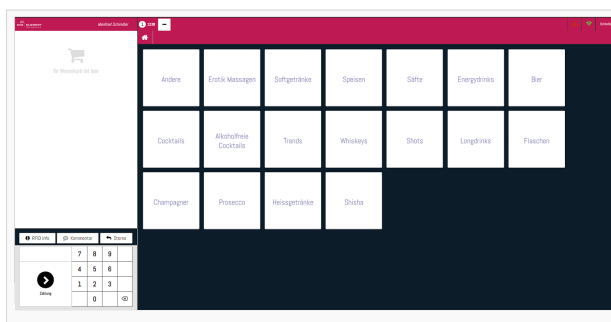 Manfred Schneider
Ihr Warenkorb ist leer
Andere
Erotik Massagen
Softgetränke
Speisen
Säfte
Energydrinks
Bier
Cocktails
Alkoholfreie
Cocktails
Trends
Whiskeys
Shots
Longdrinks
Flaschen
Champagner
Prosecco
Heissgetränke
Shisha
RFID Info
Kommentar
Storno
7 8 9
4 5 6
1 2 3
0
Zahlung